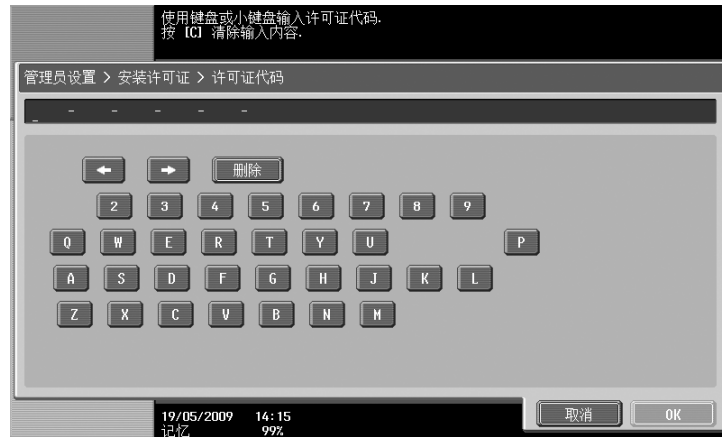 使用键盘或小键盘输入许可证代码.
按 [C] 清除输入内容.
管理员设置 > 安装许可证 > 许可证代码
_ - - - - -
← → 删除
2 3 4 5 6 7 8 9
Q W E R T Y U P
A S D F G H J K L
Z X C V B N M
取消 OK
19/05/2009 14:15
记忆 99%